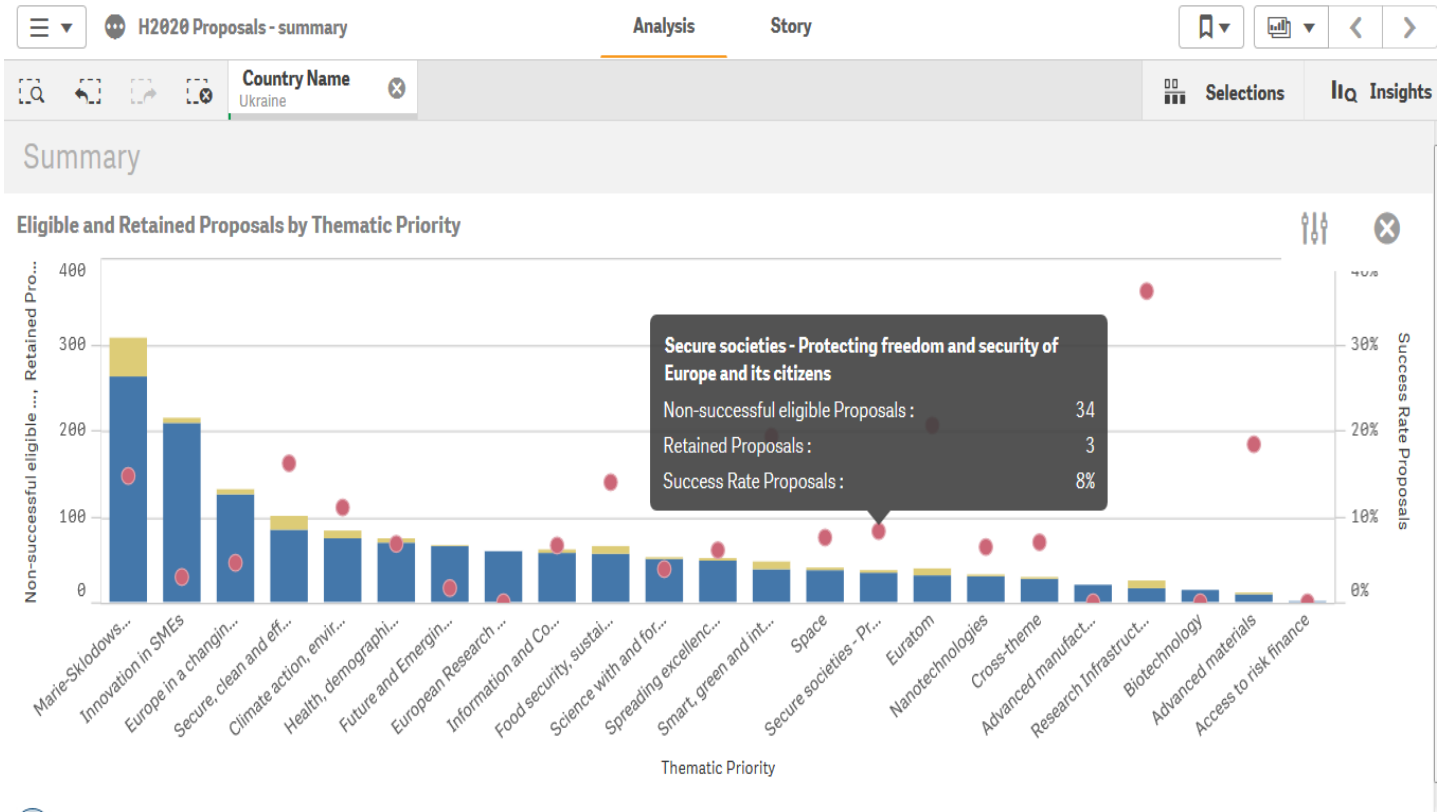 H2020 Proposals - summary
Analysis
Story
Country Name
Ukraine
Selections
Insights
Summary
Eligible and Retained Proposals by Thematic Priority
Non-successful eligible ..., Retained Pro...
400
300
200
100
0
Secure societies - Protecting freedom and security of
Europe and its citizens
Non-successful eligible Proposals : 34
Retained Proposals : 3
Success Rate Proposals : 8%
40%
30%
20%
10%
0%
Success Rate Proposals
Marie-Sklodows...
Innovation in SMEs
Europe in a changin...
Secure, clean and eff...
Climate action, envir...
Health, demographi...
Future and Emergin...
European Research ...
Information and Co...
Food security, sustai...
Science with and for...
Spreading excellenc...
Smart, green and int...
Space
Secure societies - Pr...
Euratom
Nanotechnologies
Cross-theme
Advanced manufact...
Research Infrastruct...
Biotechnology
Advanced materials
Access to risk finance
Thematic Priority